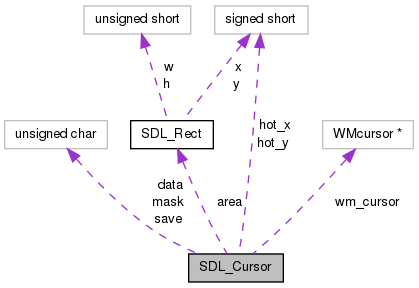 unsigned short
signed short
w
h
x
y
hot_x
hot_y
unsigned char
SDL_Rect
WMcursor *
data
mask
save
area
wm_cursor
SDL_Cursor